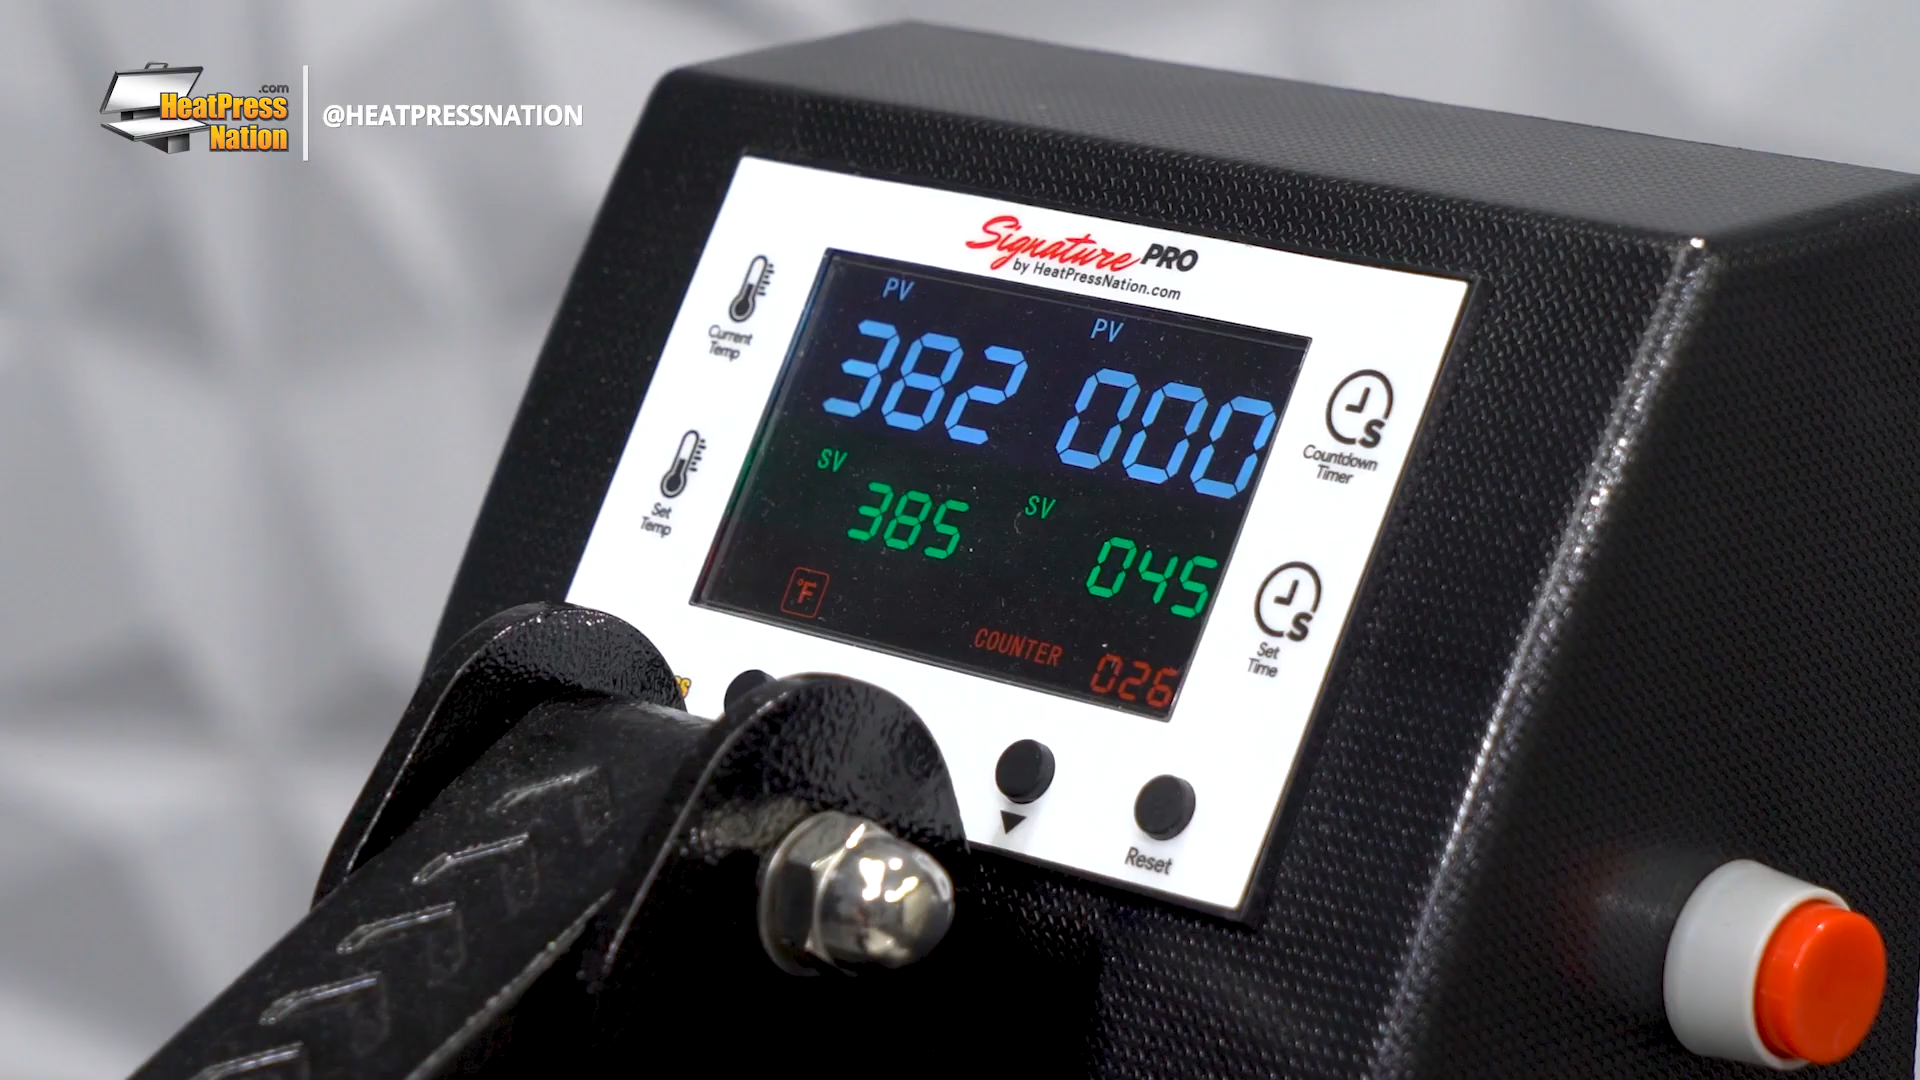 .com
HeatPress
Nation
@HEATPRESSNATION
Signature PRO
by HeatPressNation.com
Current
Temp
Set
Temp
PV
PV
382
000
SV
SV
385
045
°F
COUNTER
026
Countdown
Timer
S
Set
Time
S
Reset